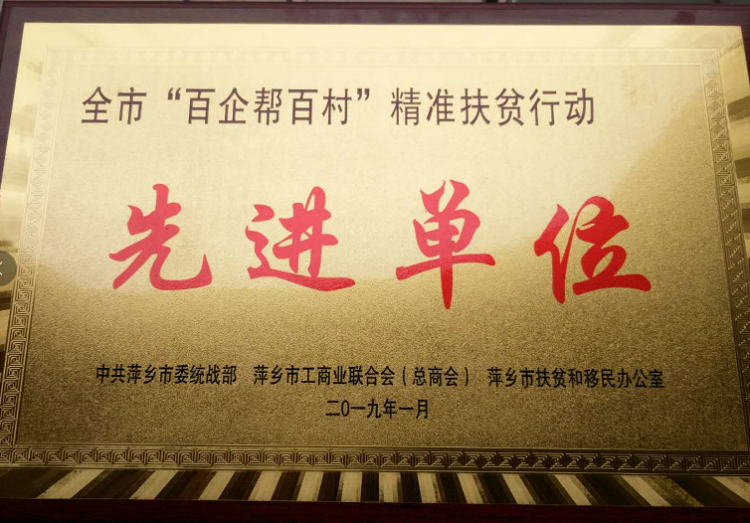 全市“百企帮百村”精准扶贫行动
先进单位
中共萍乡市委统战部 萍乡市工商业联合会（总商会） 萍乡市扶贫和移民办公室
二〇一九年一月